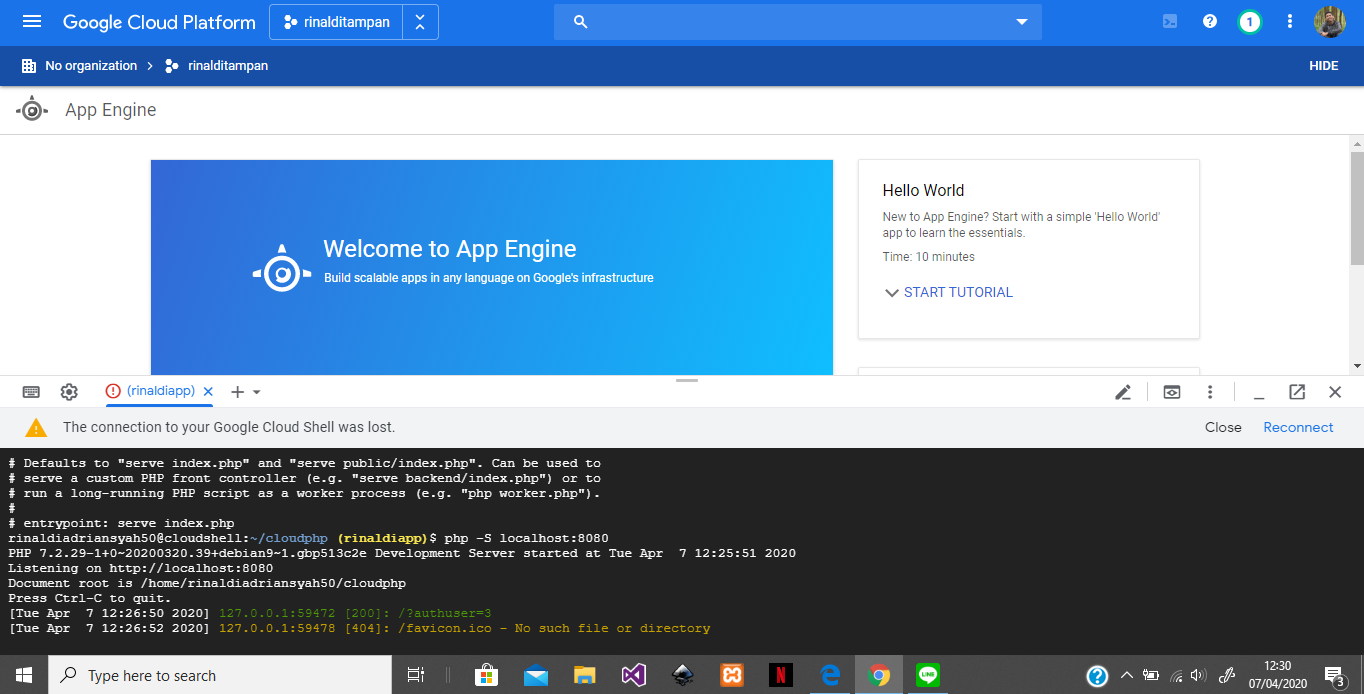 Google Cloud Platform
rinalditampan
1
No organization
rinalditampan
HIDE
App Engine
Welcome to App Engine
Build scalable apps in any language on Google's infrastructure
Hello World
New to App Engine? Start with a simple 'Hello World'
app to learn the essentials.
Time: 10 minutes
START TUTORIAL
(rinaldiapp)
The connection to your Google Cloud Shell was lost.
Close
Reconnect
# Defaults to "serve index.php" and "serve public/index.php". Can be used to
# serve a custom PHP front controller (e.g. "serve backend/index.php") or to
# run a long-running PHP script as a worker process (e.g. "php worker.php").
#
# entrypoint: serve index.php
rinaldiadriansyah50@cloudshell:~/cloudphp (rinaldiapp)$ php -S localhost:8080
PHP 7.2.29-1+0~20200320.39+debian9~1.gbp513c2e Development Server started at Tue Apr  7 12:25:51 2020
Listening on http://localhost:8080
Document root is /home/rinaldiadriansyah50/cloudphp
Press Ctrl-C to quit.
[Tue Apr  7 12:26:50 2020] 127.0.0.1:59472 [200]: /?authuser=3
[Tue Apr  7 12:26:52 2020] 127.0.0.1:59478 [404]: /favicon.ico - No such file or directory
Type here to search
N
LINE
12:30
07/04/2020
3